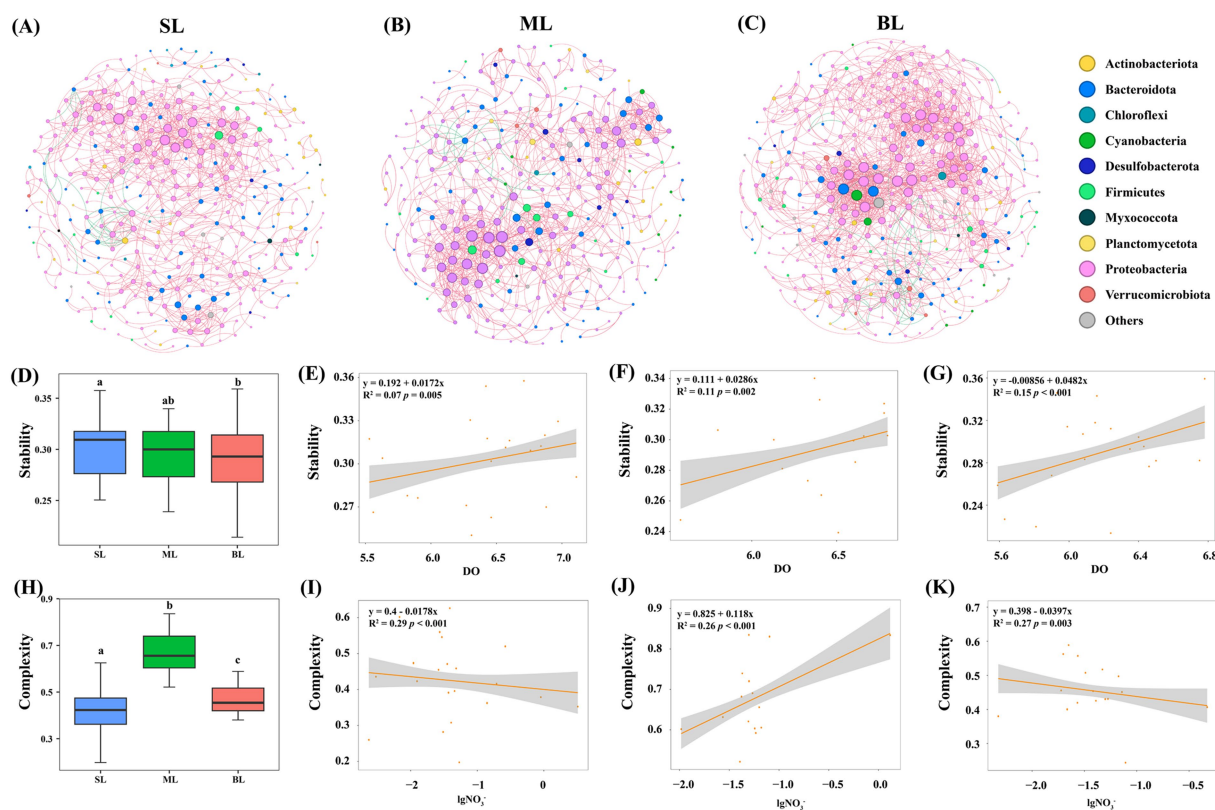 (A) SL
(B) ML
(C) BL
Actinobacteriota
Bacteroidota
Chloroflexi
Cyanobacteria
Desulfobacterota
Firmicutes
Myxococcota
Planctomycetota
Proteobacteria
Verrucomicrobiota
Others
(D)
Stability
0.35
0.30
0.25
a
ab
b
SL
ML
BL
(E)
y = 0.192 + 0.0172x
R² = 0.07 p = 0.005
Stability
0.36
0.33
0.30
0.27
5.5
6.0
6.5
7.0
DO
(F)
y = 0.111 + 0.0286x
R² = 0.11 p = 0.002
Stability
0.34
0.32
0.30
0.28
0.26
0.24
6.0
6.5
DO
(G)
y = -0.00856 + 0.0482x
R² = 0.15 p < 0.001
Stability
0.36
0.32
0.28
0.24
5.6
6.0
6.4
6.8
DO
(H)
Complexity
0.9
0.7
0.5
0.3
a
b
c
SL
ML
BL
(I)
y = 0.4 - 0.0178x
R² = 0.29 p < 0.001
Complexity
0.6
0.5
0.4
0.3
0.2
−2
−1
0
lgNO₃⁻
(J)
y = 0.825 + 0.118x
R² = 0.26 p < 0.001
Complexity
0.9
0.8
0.7
0.6
−2.0
−1.5
−1.0
−0.5
0.0
lgNO₃⁻
(K)
y = 0.398 - 0.0397x
R² = 0.27 p = 0.003
Complexity
0.7
0.6
0.5
0.4
0.3
−2.0
−1.5
−1.0
−0.5
lgNO₃⁻